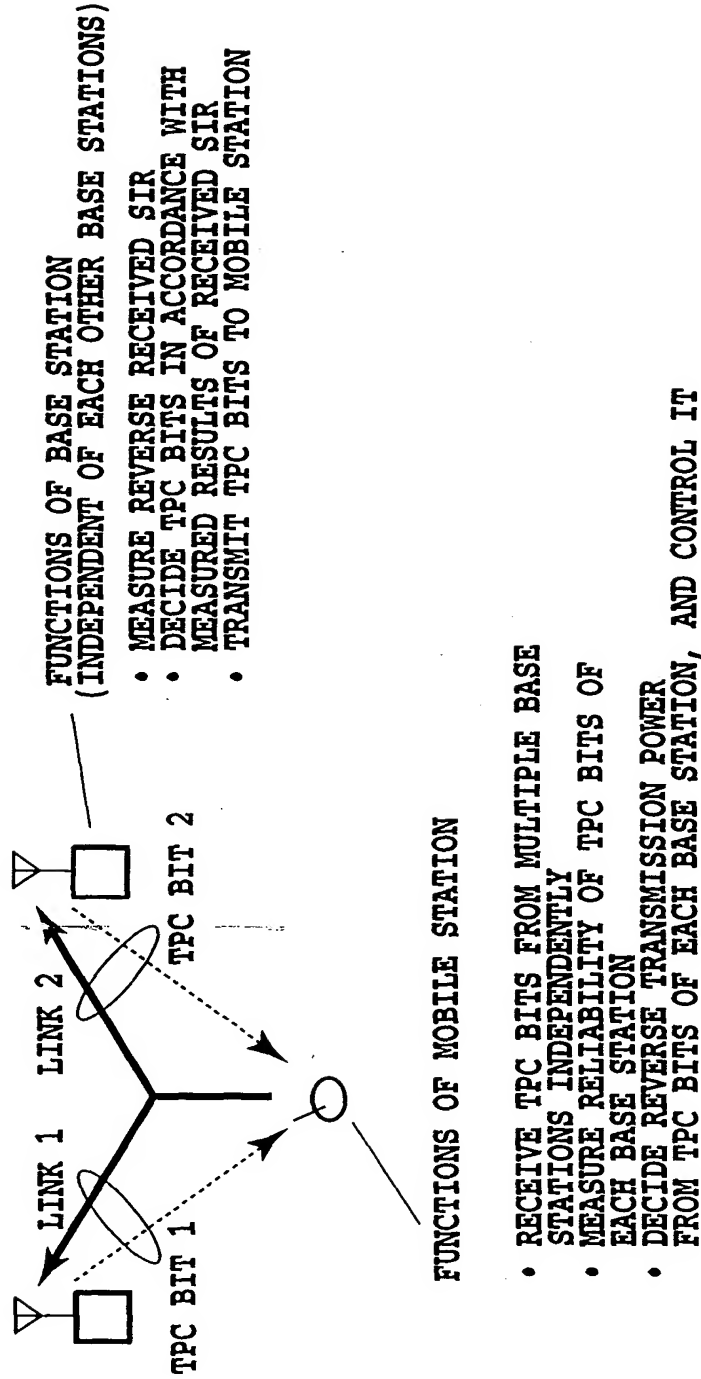 FUNCTIONS OF BASE STATION
(INDEPENDENT OF EACH OTHER BASE STATIONS)
• MEASURE REVERSE RECEIVED SIR
• DECIDE TPC BITS IN ACCORDANCE WITH
MEASURED RESULTS OF RECEIVED SIR
• TRANSMIT TPC BITS TO MOBILE STATION
LINK 1
LINK 2
TPC BIT 1
TPC BIT 2
FUNCTIONS OF MOBILE STATION
• RECEIVE TPC BITS FROM MULTIPLE BASE
STATIONS INDEPENDENTLY
• MEASURE RELIABILITY OF TPC BITS OF
EACH BASE STATION
• DECIDE REVERSE TRANSMISSION POWER
FROM TPC BITS OF EACH BASE STATION, AND CONTROL IT